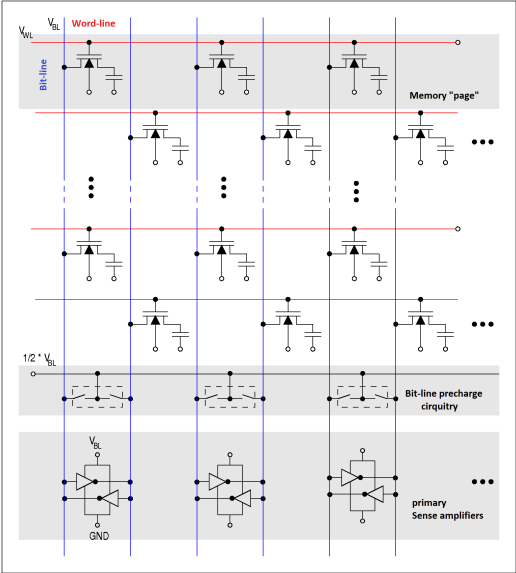 V_BL Word-line
V_WL
Bit-line
Memory "page"
1/2 * V_BL
Bit-line precharge
cirquitry
V_BL
primary
Sense amplifiers
GND